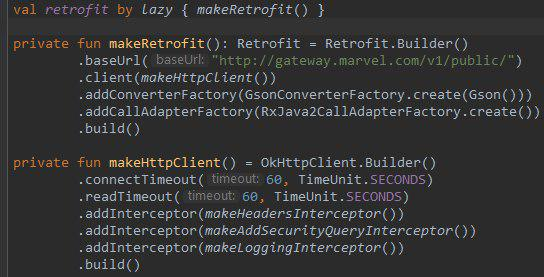 val retrofit by lazy { makeRetrofit() }
private fun makeRetrofit(): Retrofit = Retrofit.Builder()
.baseUrl( baseUrl: "http://gateway.marvel.com/v1/public/")
.client(makeHttpClient())
.addConverterFactory(GsonConverterFactory.create(Gson()))
.addCallAdapterFactory(RxJava2CallAdapterFactory.create())
.build()
private fun makeHttpClient() = OkHttpClient.Builder()
.connectTimeout( timeout: 60, TimeUnit.SECONDS)
.readTimeout( timeout: 60, TimeUnit.SECONDS)
.addInterceptor(makeHeadersInterceptor())
.addInterceptor(makeAddSecurityQueryInterceptor())
.addInterceptor(makeLoggingInterceptor())
.build()